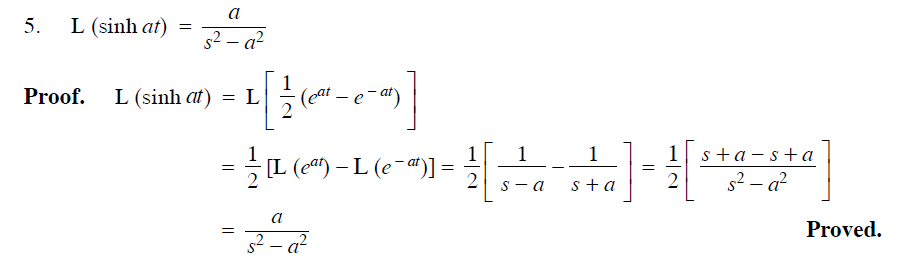 5. L (sinh at) = a / (s² – a²)
Proof. L (sinh at) = L[ 1/2 (e^{at} – e^{– at}) ]
= 1/2 [L (e^{at}) – L (e^{– at})] = 1/2 [ 1/(s – a) – 1/(s + a) ] = 1/2 [ (s + a – s + a)/(s² – a²) ]
= a / (s² – a²) Proved.